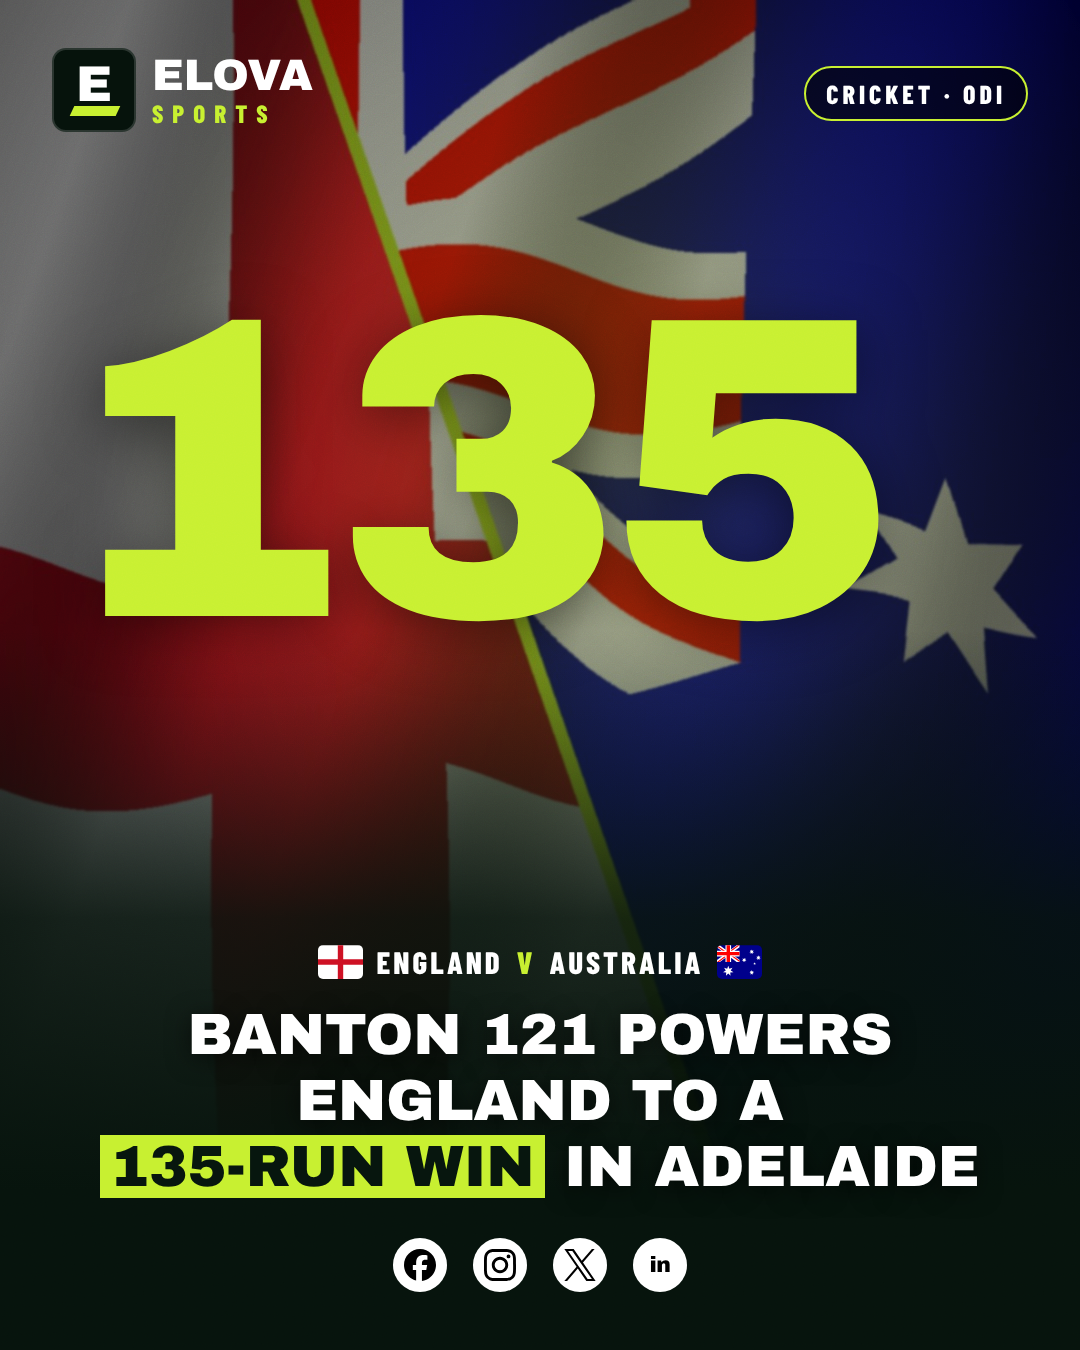 E
ELOVA
SPORTS
CRICKET · ODI
135
ENGLAND V AUSTRALIA
BANTON 121 POWERS
ENGLAND TO A
135-RUN WIN IN ADELAIDE
in